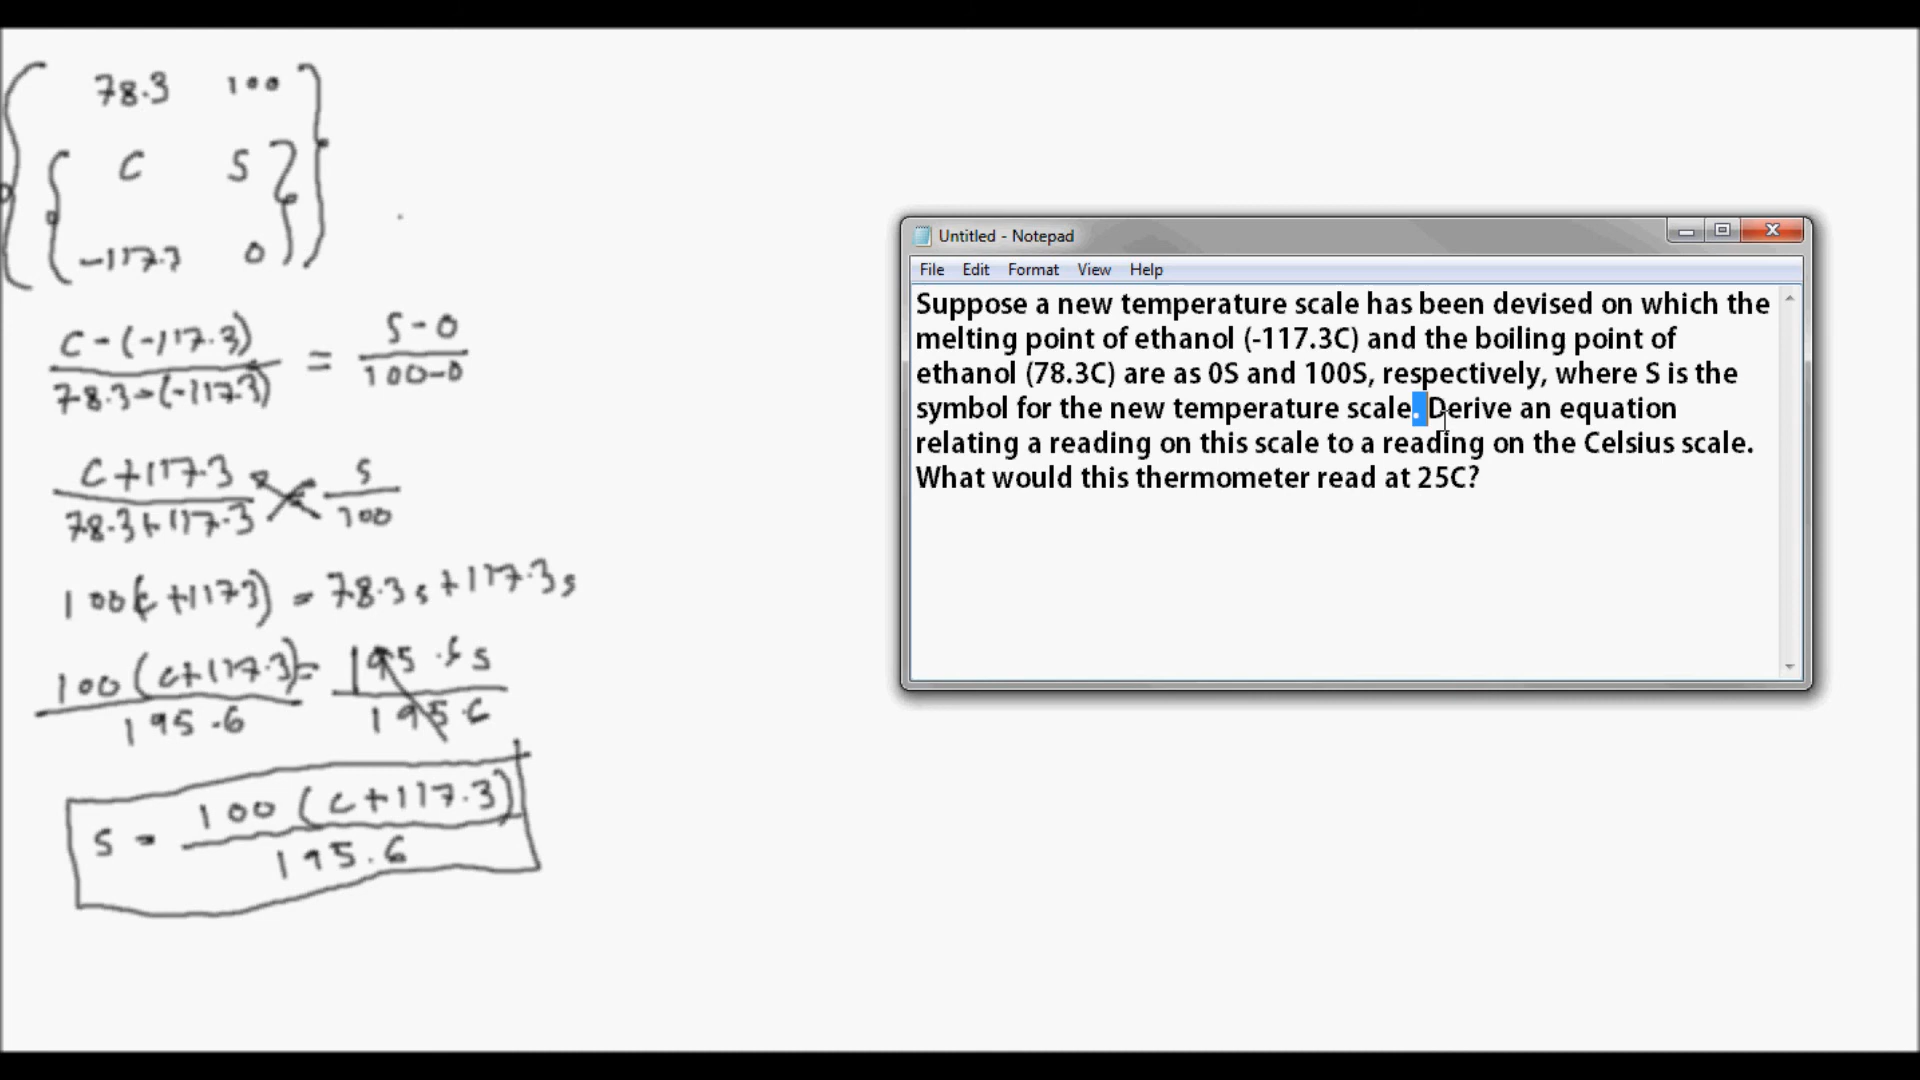 78.3 100
C S
-117.3 0
C-(-117.3) = S-0
78.3-(-117.3) 100-0
C+117.3 S
78.3+117.3 100
100(C+117.3) = 78.3s+117.3s
100(C+117.3) = 195.6s
195.6 195.6
S = 100(C+117.3)
195.6
Untitled - Notepad
File Edit Format View Help
Suppose a new temperature scale has been devised on which the
melting point of ethanol (-117.3C) and the boiling point of
ethanol (78.3C) are as 0S and 100S, respectively, where S is the
symbol for the new temperature scale. Derive an equation
relating a reading on this scale to a reading on the Celsius scale.
What would this thermometer read at 25C?